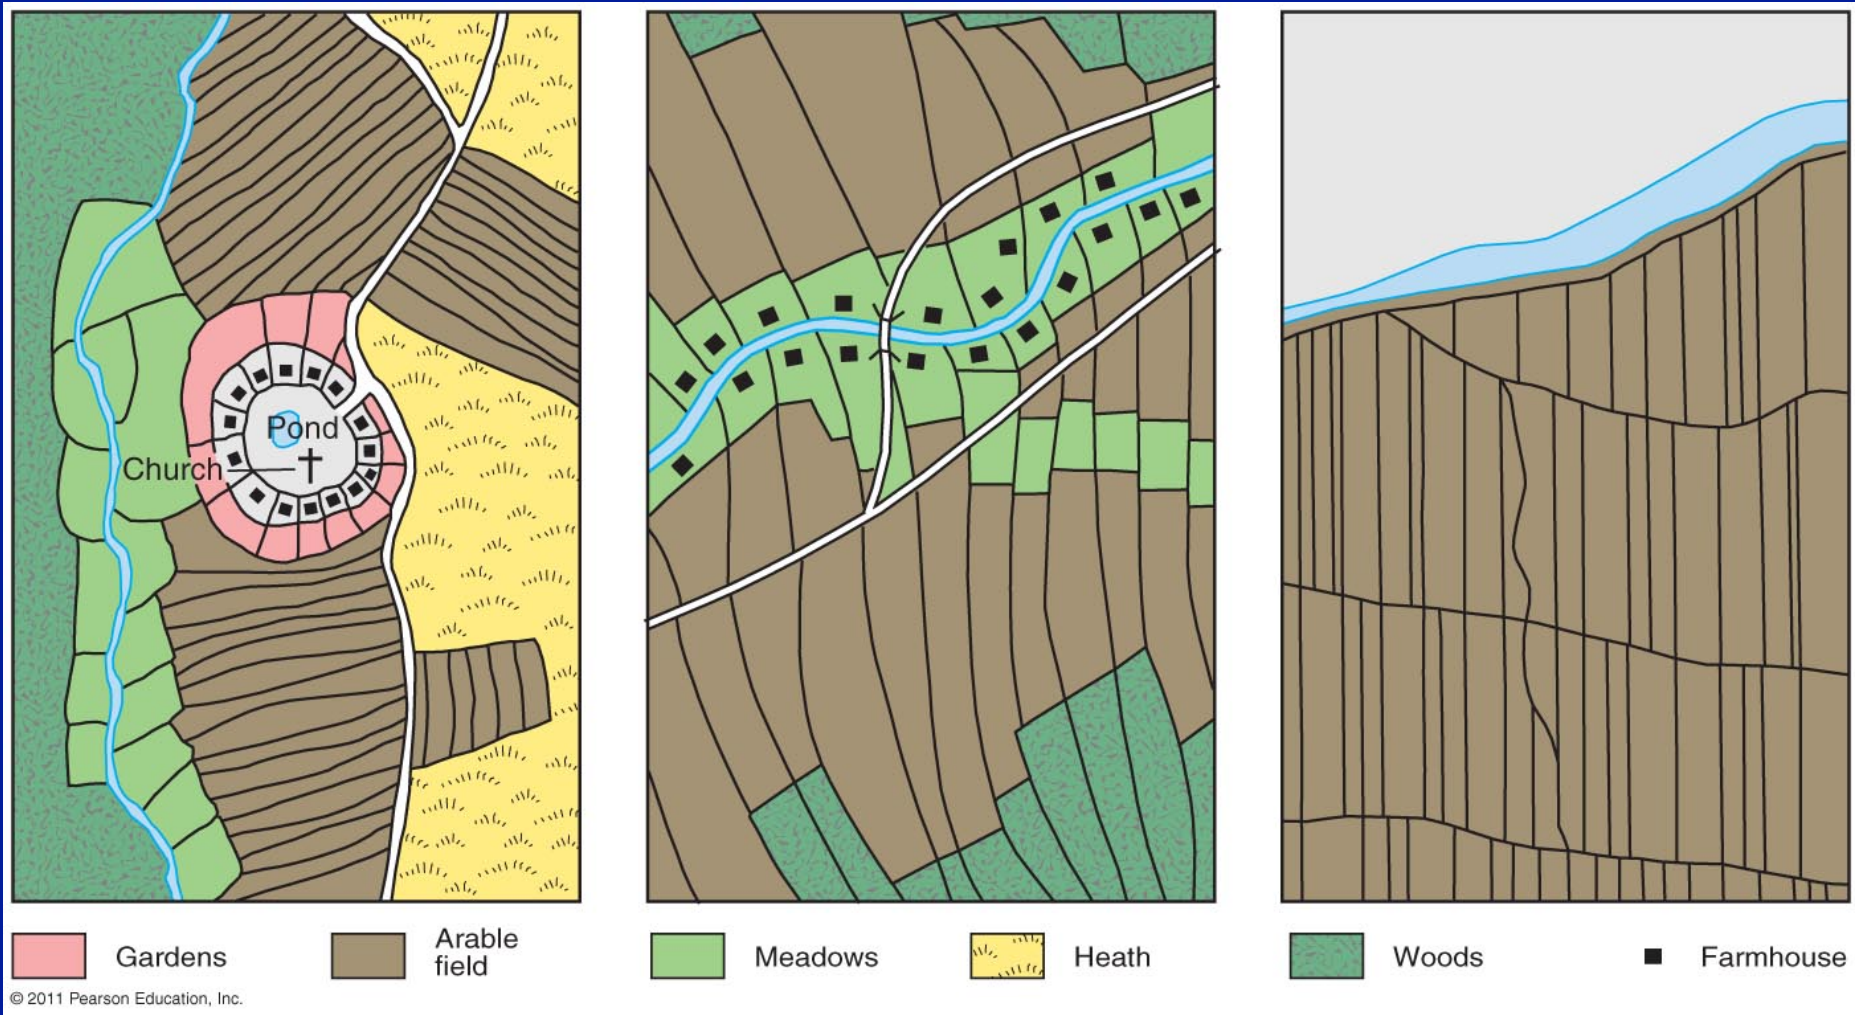 Pond
Church
Gardens
Arable
field
Meadows
Heath
Woods
Farmhouse
© 2011 Pearson Education, Inc.